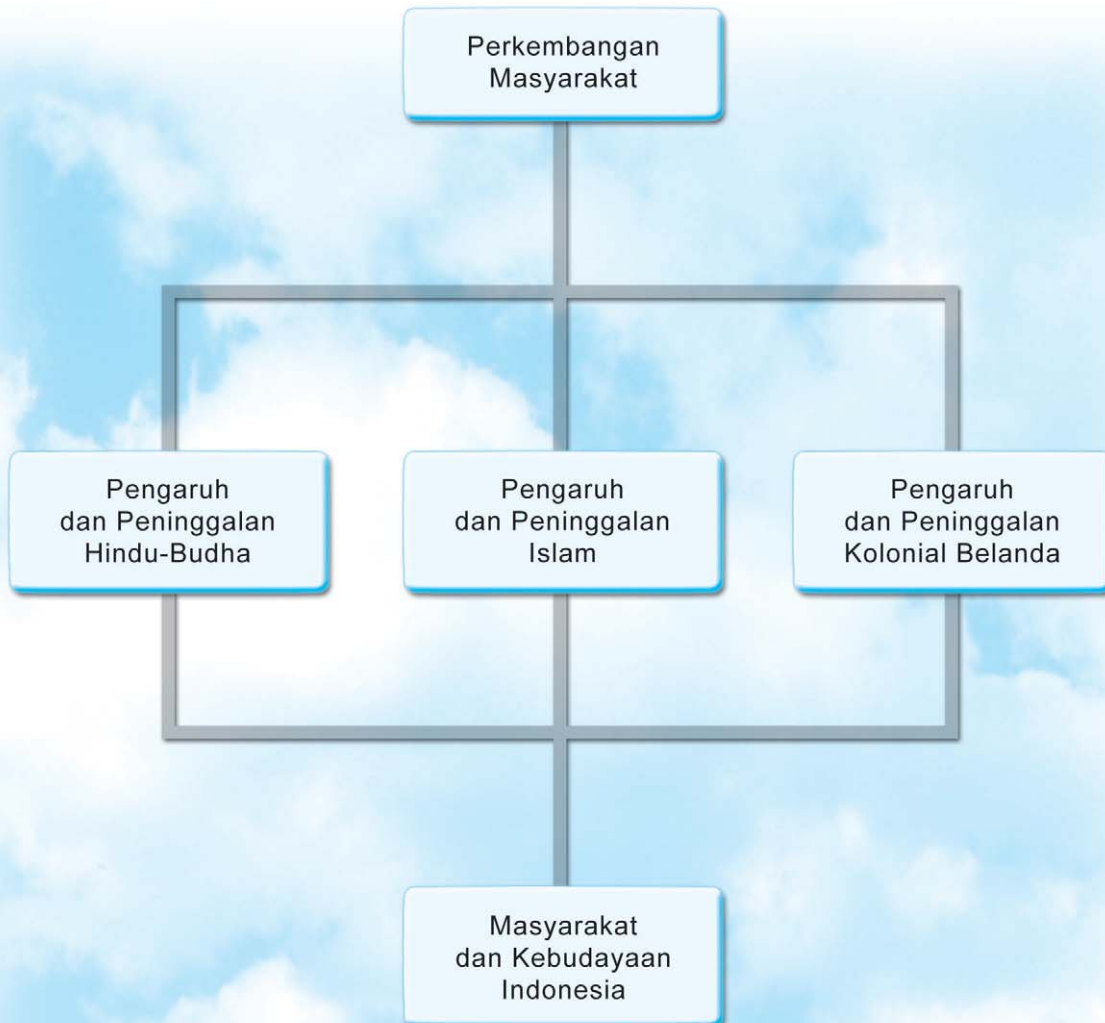 Perkembangan
Masyarakat
Pengaruh
dan Peninggalan
Hindu-Budha
Pengaruh
dan Peninggalan
Islam
Pengaruh
dan Peninggalan
Kolonial Belanda
Masyarakat
dan Kebudayaan
Indonesia